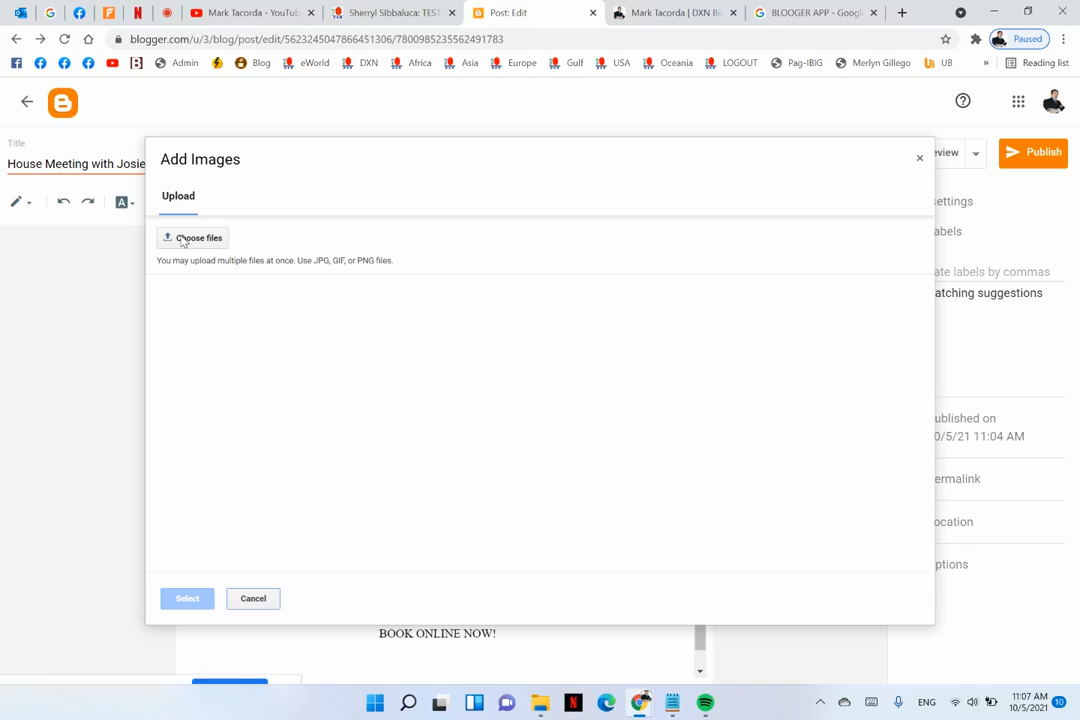 Mark Tacorda - YouTub
Sherryl SIbbaluca: TEST
Post: Edit
Mark Tacorda | DXN Bi
BLOOGER APP - Googl
blogger.com/u/3/blog/post/edit/5623245047866451306/7800985235562491783
Paused
Admin
Blog
eWorld
DXN
Africa
Asia
Europe
Gulf
USA
Oceania
LOGOUT
Pag-IBIG
Merlyn Gillego
UB
»
Reading list
Title
House Meeting with Josie
Add Images
Upload
Choose files
You may upload multiple files at once. Use JPG, GIF, or PNG files.
Select
Cancel
view
Publish
ettings
abels
ate labels by commas
atching suggestions
ublished on
0/5/21 11:04 AM
ermalink
ocation
ptions
BOOK ONLINE NOW!
ENG
11:07 AM
10/5/2021
10